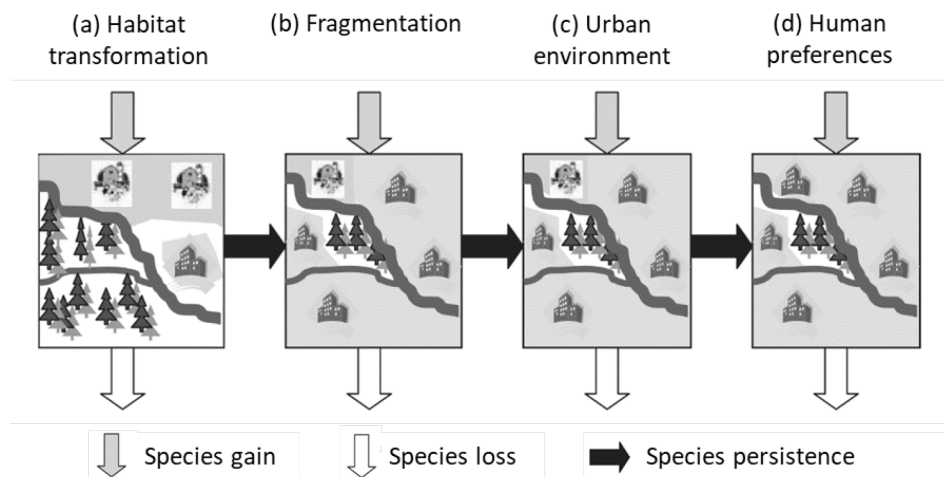 (a) Habitat
transformation
(b) Fragmentation
(c) Urban
environment
(d) Human
preferences
Species gain
Species loss
Species persistence